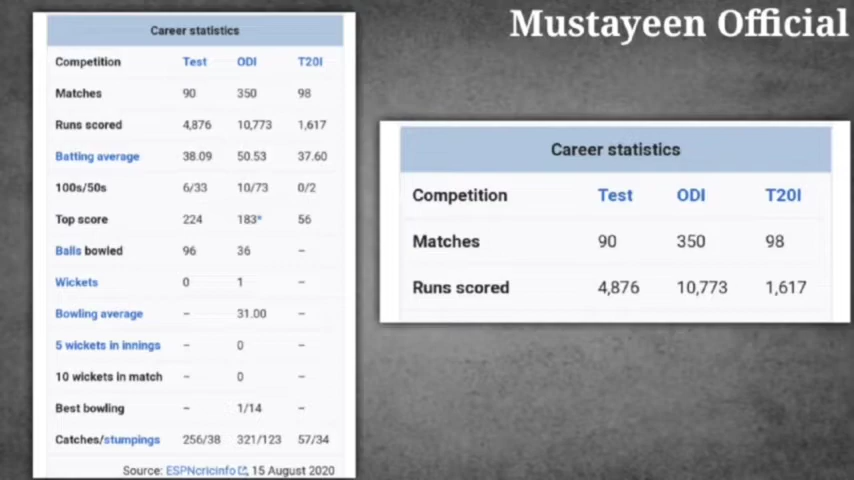 Mustayeen Official
Career statistics
Competition Test ODI T20I
Matches 90 350 98
Runs scored 4,876 10,773 1,617
Batting average 38.09 50.53 37.60
100s/50s 6/33 10/73 0/2
Top score 224 183* 56
Balls bowled 96 36 –
Wickets 0 1 –
Bowling average – 31.00 –
5 wickets in innings – 0 –
10 wickets in match – 0 –
Best bowling – 1/14 –
Catches/stumpings 256/38 321/123 57/34
Source: ESPNcricinfo, 15 August 2020
Career statistics
Competition Test ODI T20I
Matches 90 350 98
Runs scored 4,876 10,773 1,617